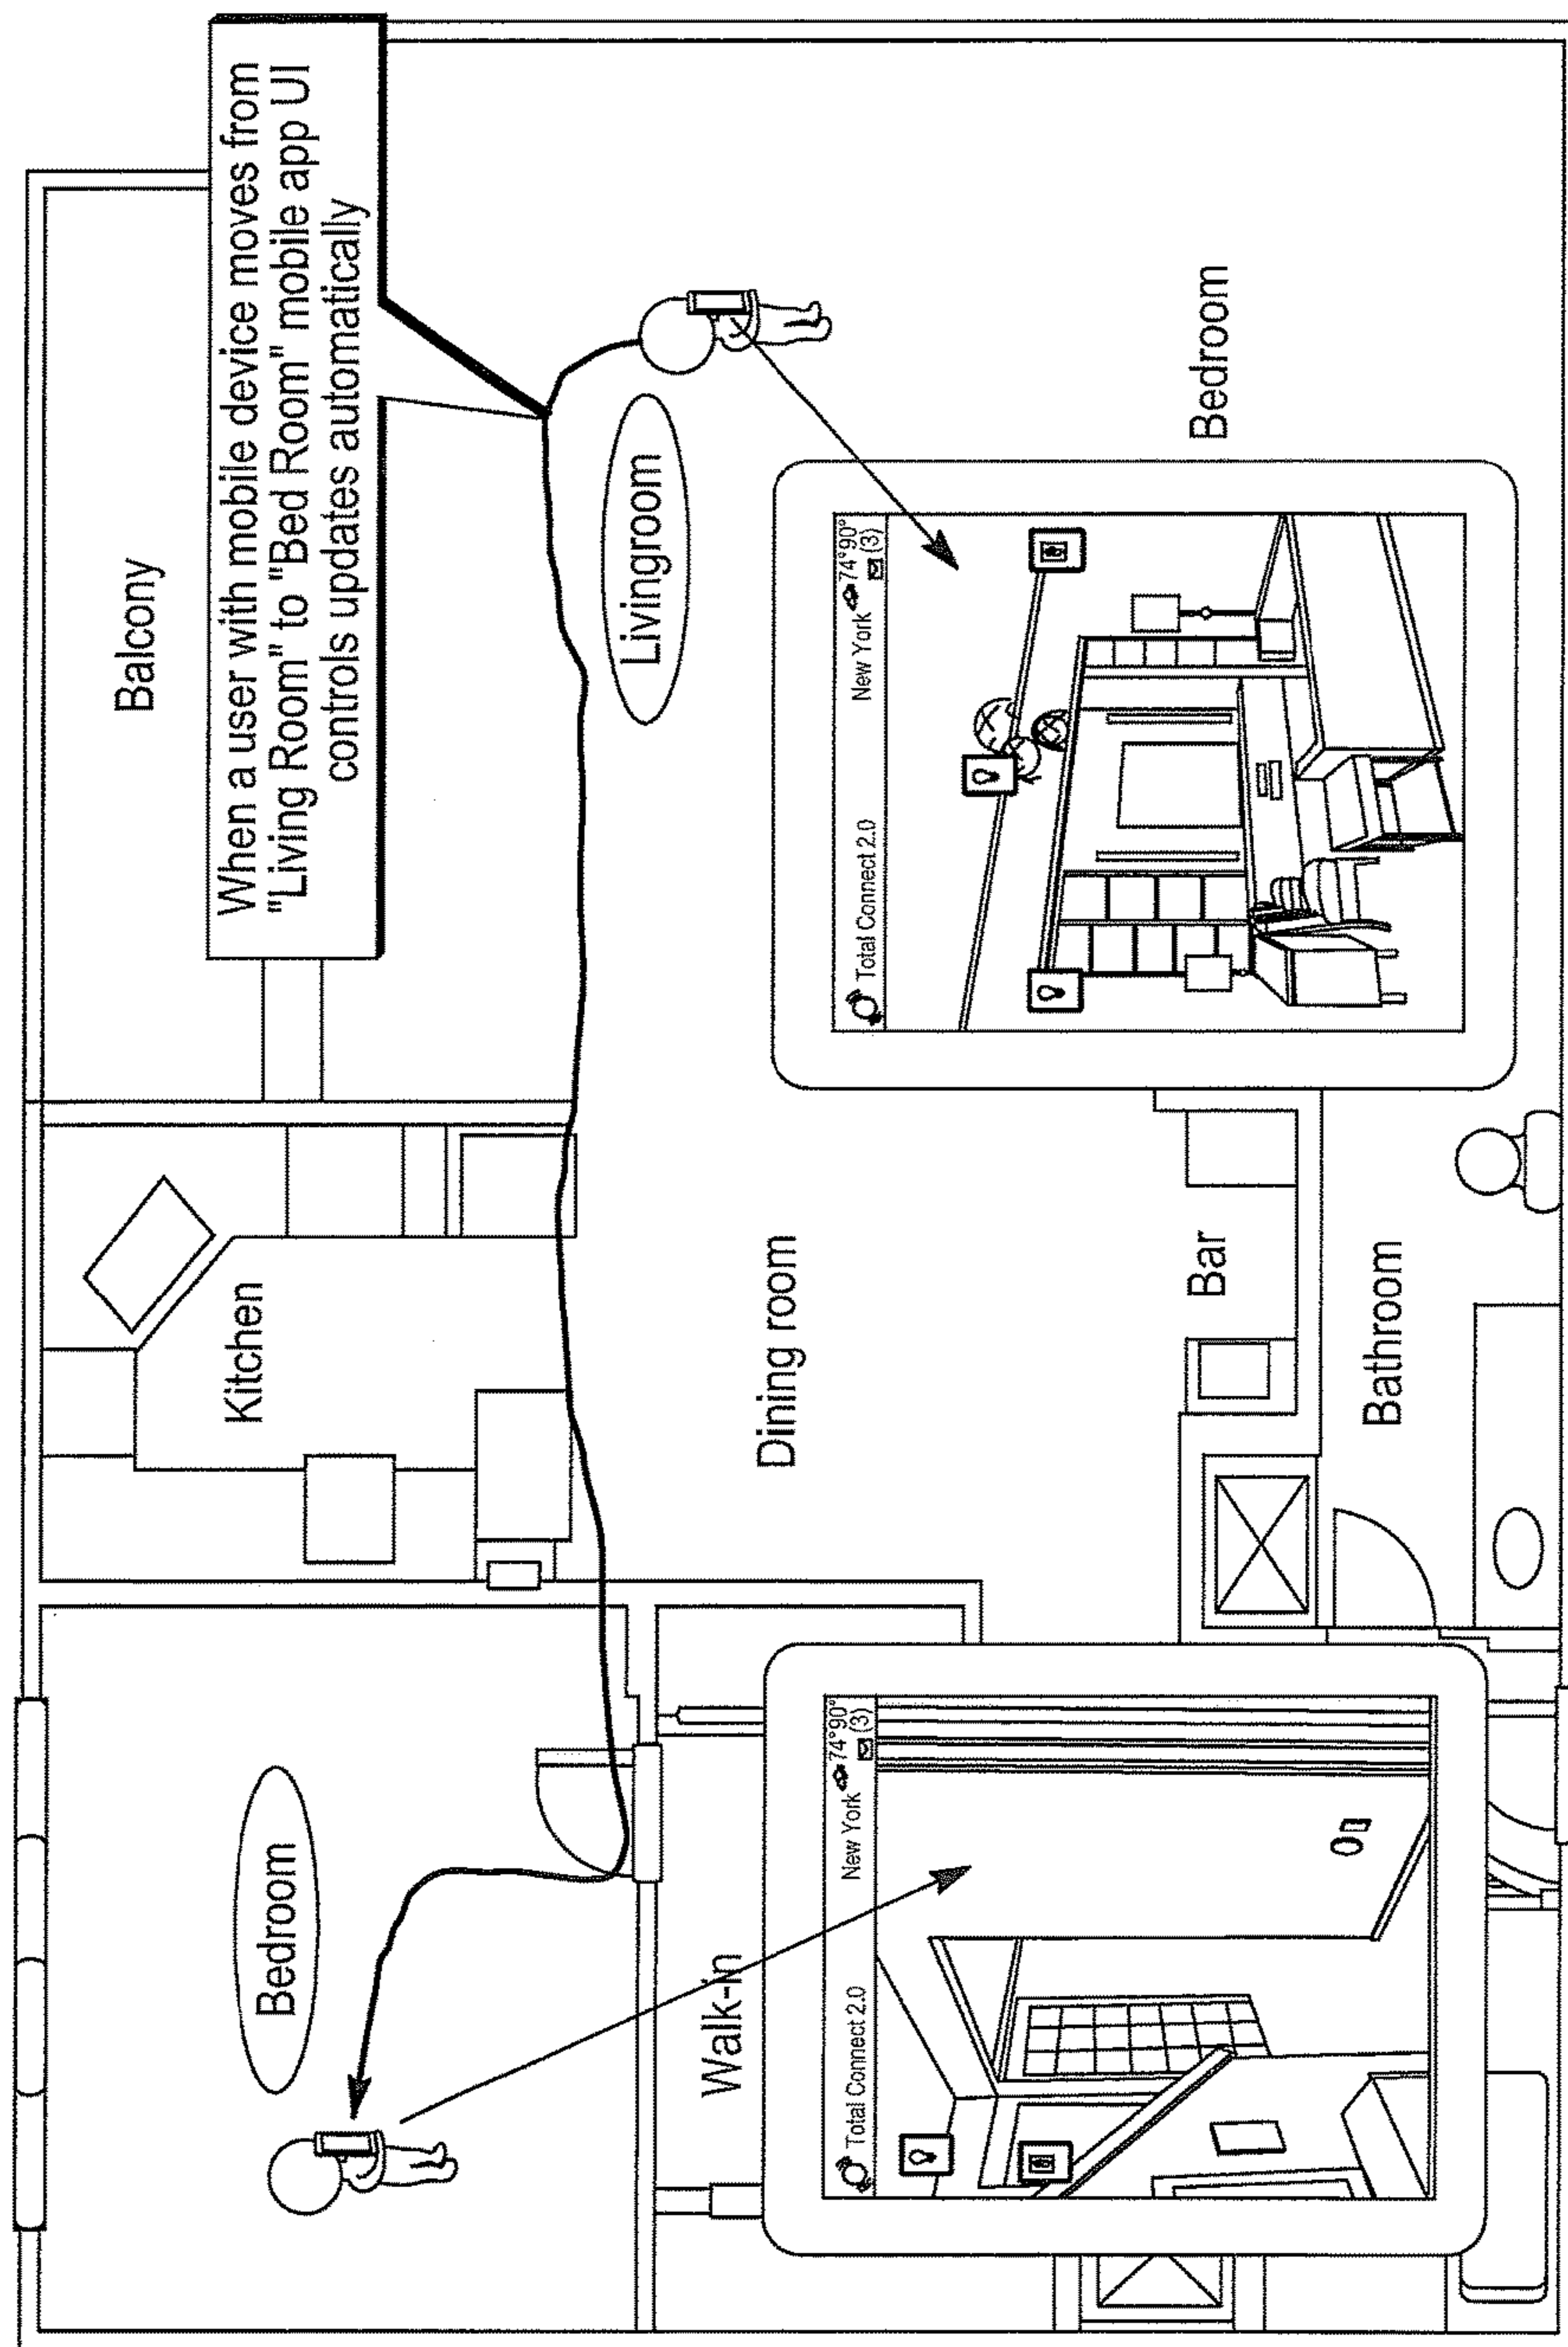 Balcony
When a user with mobile device moves from
"Living Room" to "Bed Room" mobile app UI
controls updates automatically
Bedroom
Kitchen
Livingroom
Walk-in
Dining room
Total Connect 2.0 New York 74°90°
(3)
Total Connect 2.0 New York 74°90°
(3)
Bar
Bedroom
Bathroom